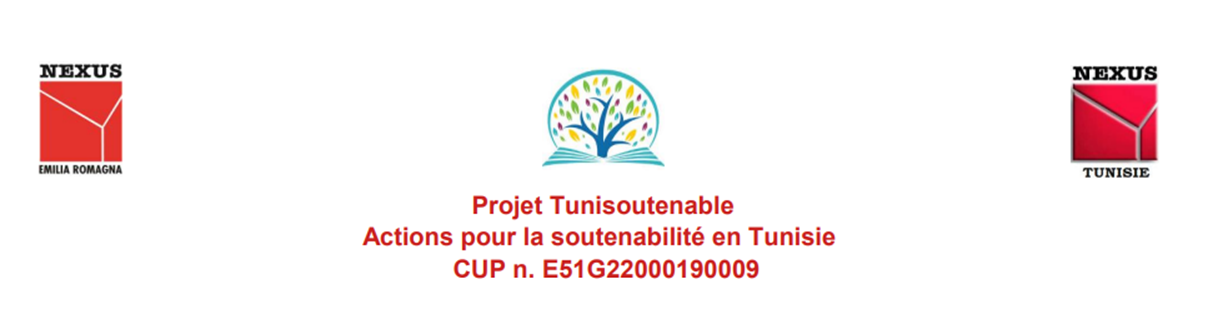 NEXUS
EMILIA ROMAGNA
NEXUS
TUNISIE
Projet Tunisoutenable
Actions pour la soutenabilité en Tunisie
CUP n. E51G22000190009